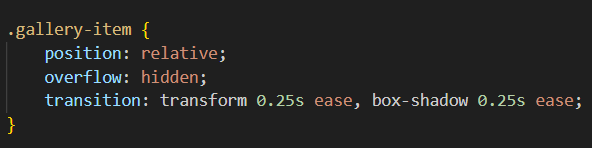 .gallery-item {
    position: relative;
    overflow: hidden;
    transition: transform 0.25s ease, box-shadow 0.25s ease;
}